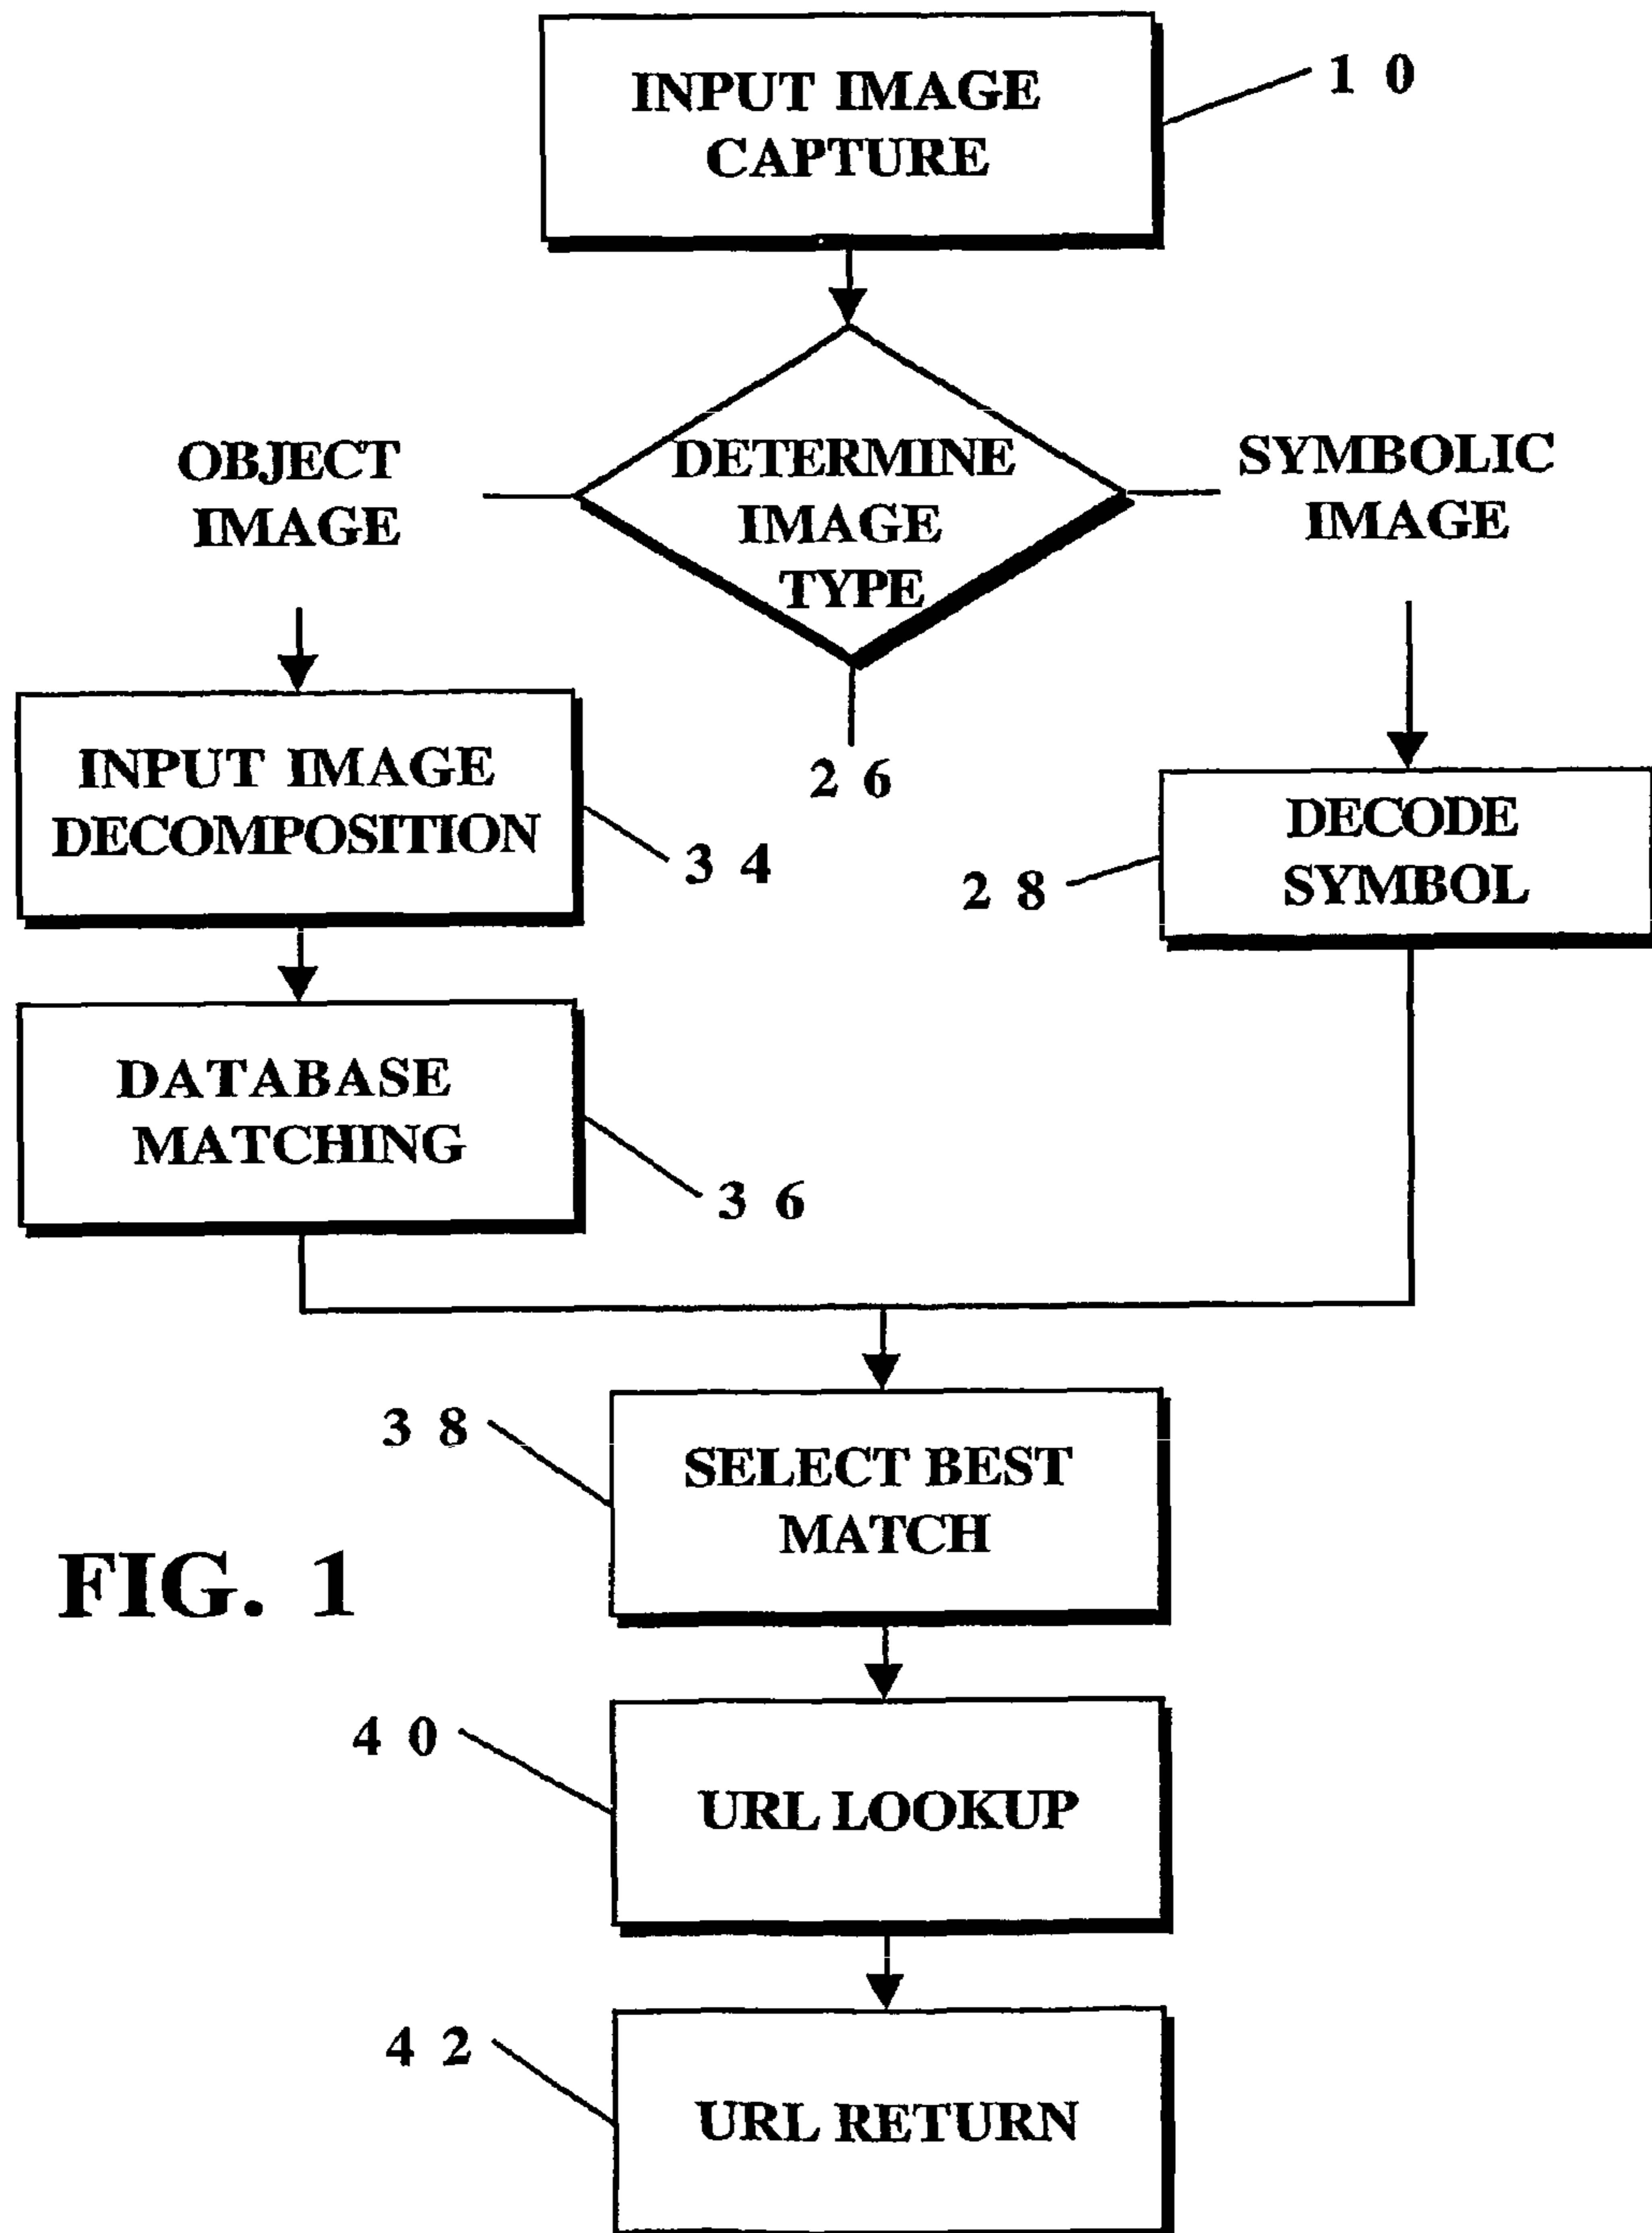 INPUT IMAGE
CAPTURE
1 0
OBJECT
IMAGE
DETERMINE
IMAGE
TYPE
SYMBOLIC
IMAGE
2 6
INPUT IMAGE
DECOMPOSITION
3 4
DECODE
SYMBOL
2 8
DATABASE
MATCHING
3 6
3 8
SELECT BEST
MATCH
FIG. 1
4 0
URL LOOKUP
4 2
URL RETURN